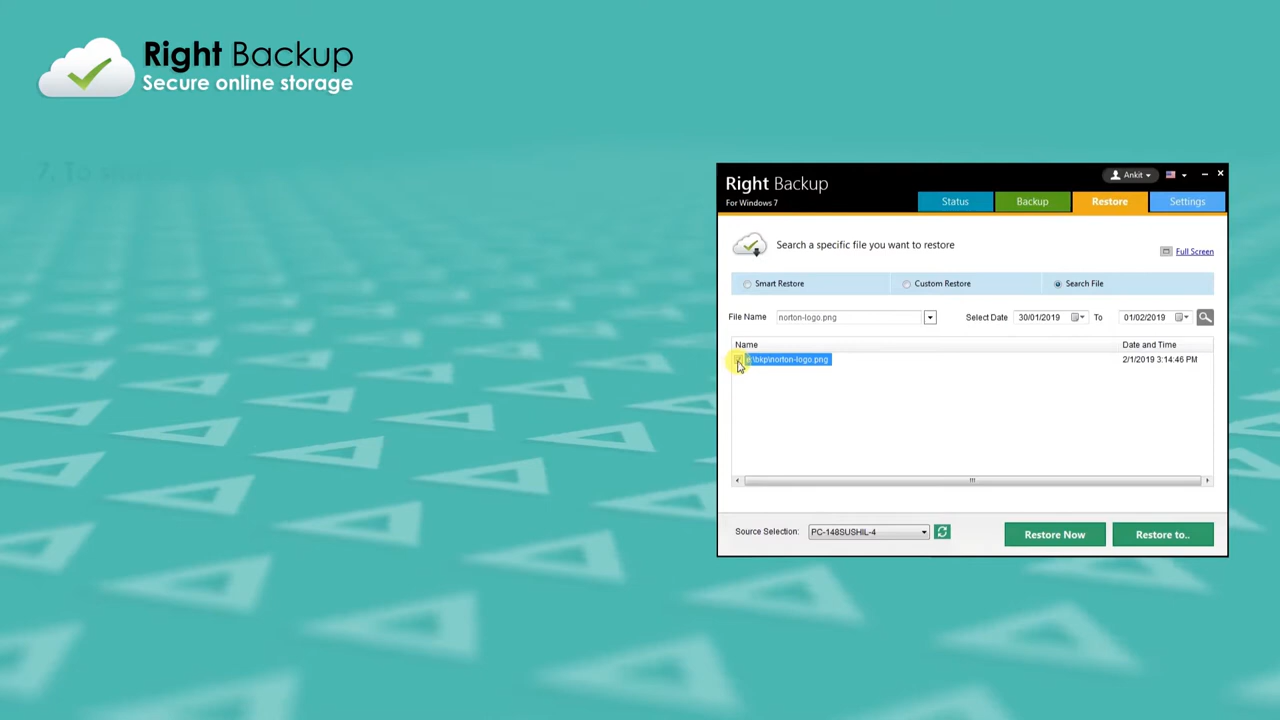 Right Backup
Secure online storage
7. To
Right Backup
For Windows 7
Ankit
Status
Backup
Restore
Settings
Search a specific file you want to restore
Full Screen
Smart Restore
Custom Restore
Search File
File Name
norton-logo.png
Select Date
30/01/2019
To
01/02/2019
Name
Date and Time
\bkp\norton-logo.png
2/1/2019 3:14:46 PM
Source Selection:
PC-148SUSHIL-4
Restore Now
Restore to..